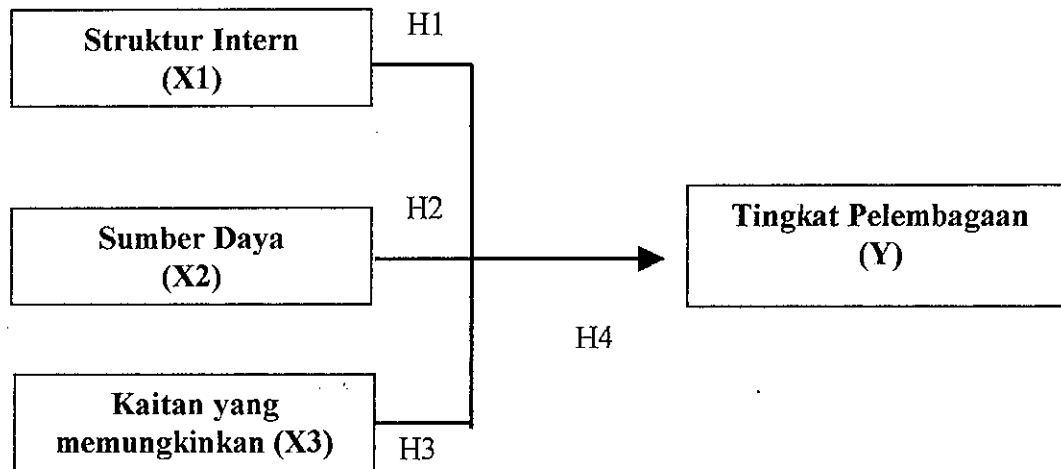 H1
Struktur Intern
(X1)
H2
Sumber Daya
(X2)
Tingkat Pelembagaan
(Y)
H4
Kaitan yang
memungkinkan (X3)
H3